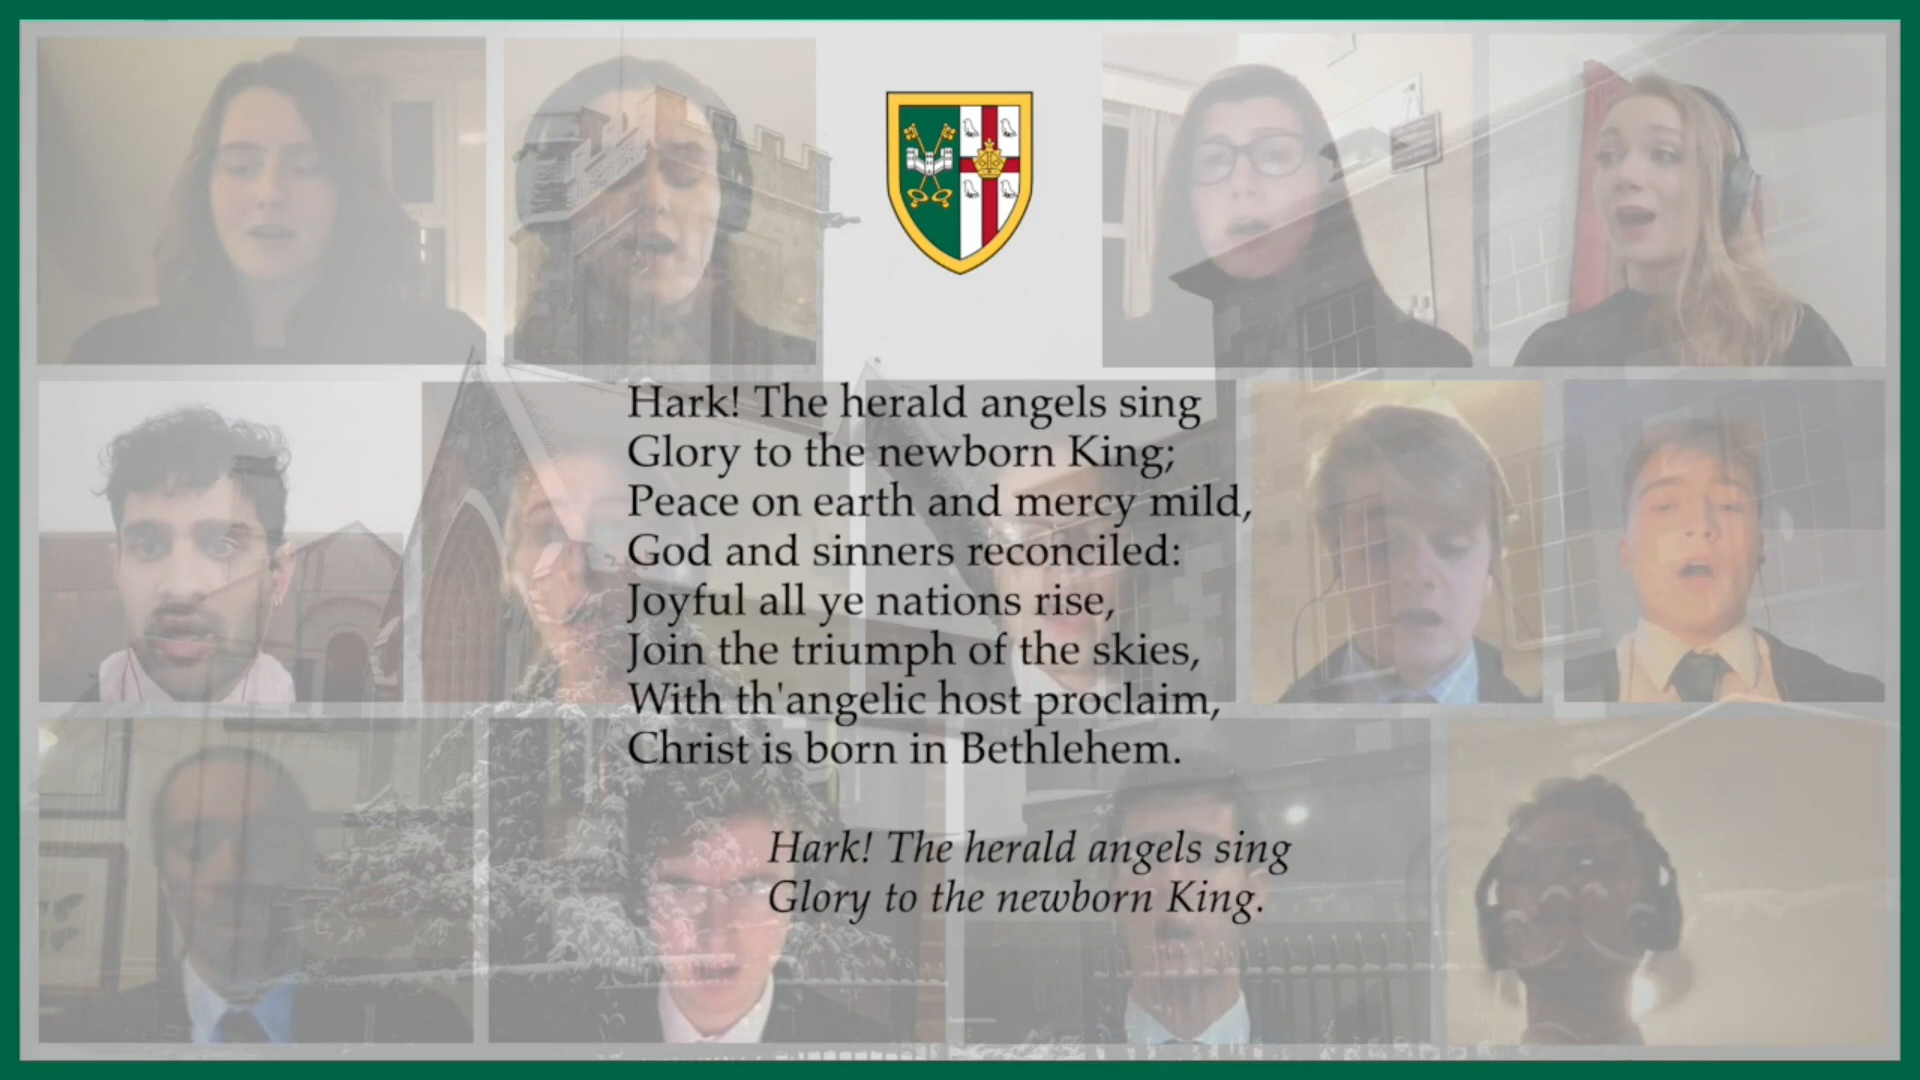 Hark! The herald angels sing
Glory to the newborn King;
Peace on earth and mercy mild,
God and sinners reconciled:
Joyful all ye nations rise,
Join the triumph of the skies,
With th'angelic host proclaim,
Christ is born in Bethlehem.
Hark! The herald angels sing
Glory to the newborn King.